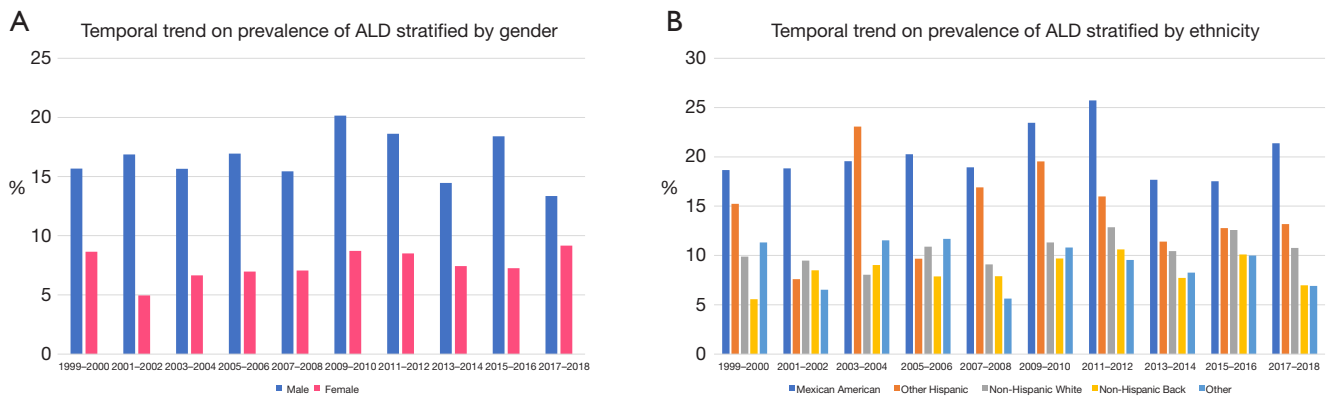 A
Temporal trend on prevalence of ALD stratified by gender
25
20
15
%
10
5
0
1999–2000 2001–2002 2003–2004 2005–2006 2007–2008 2009–2010 2011–2012 2013–2014 2015–2016 2017–2018
Male Female
B
Temporal trend on prevalence of ALD stratified by ethnicity
30
25
20
%
15
10
5
0
1999–2000 2001–2002 2003–2004 2005–2006 2007–2008 2009–2010 2011–2012 2013–2014 2015–2016 2017–2018
Mexican American Other Hispanic Non-Hispanic White Non-Hispanic Back Other